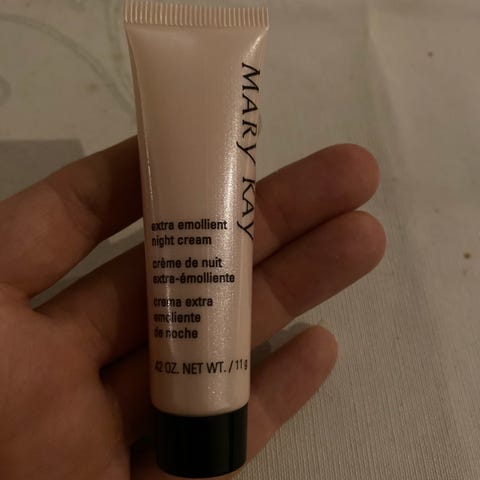 MARY KAY
extra emollient
night cream
crème de nuit
extra-émolliente
crema extra
emoliente
de noche
.42 OZ. NET WT. / 11 g